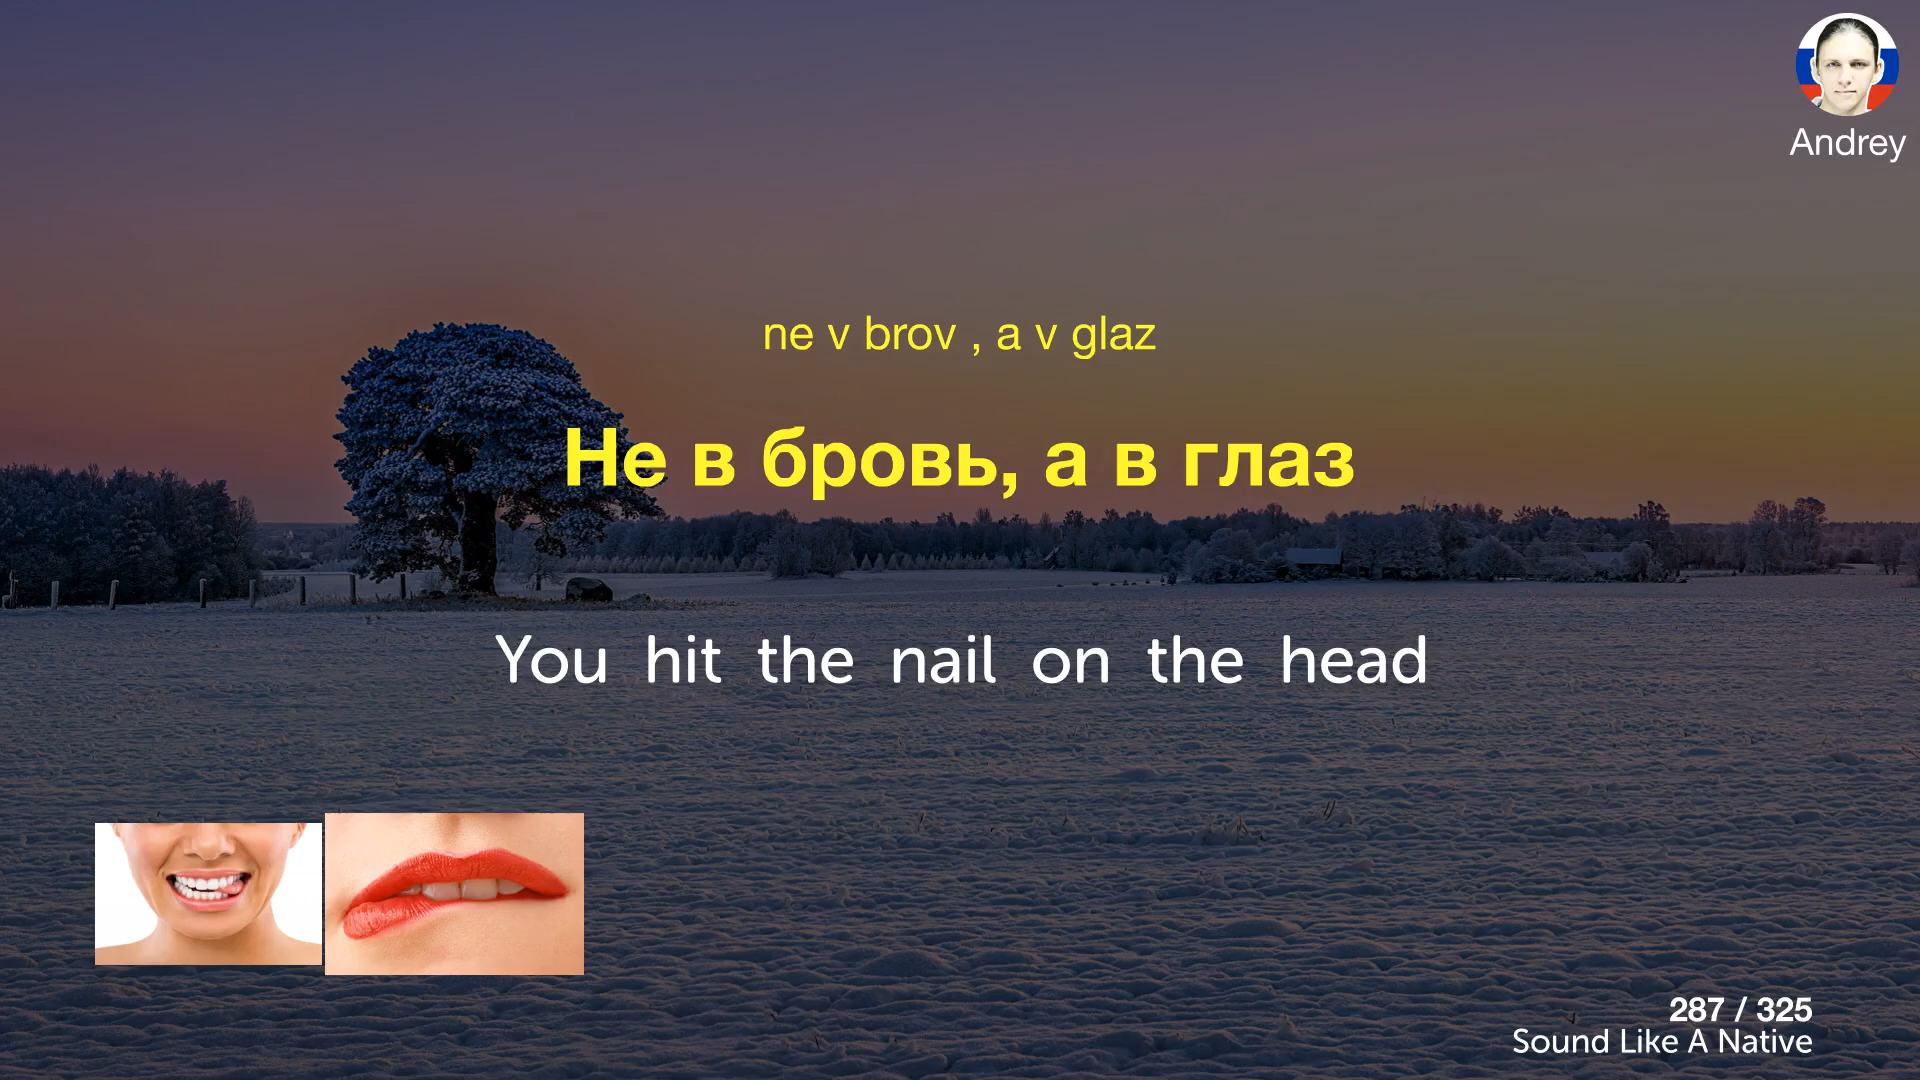 Andrey
ne v brov , a v glaz
Не в бровь, а в глаз
You hit the nail on the head
287 / 325
Sound Like A Native